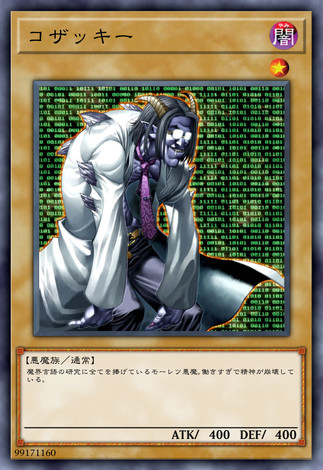 コザッキー
やみ
闇
【悪魔族／通常】
魔界言語の研究に全てを捧げているモーレツ悪魔｡働きすぎで精神が崩壊して
いる。
ATK/ 400 DEF/ 400
99171160